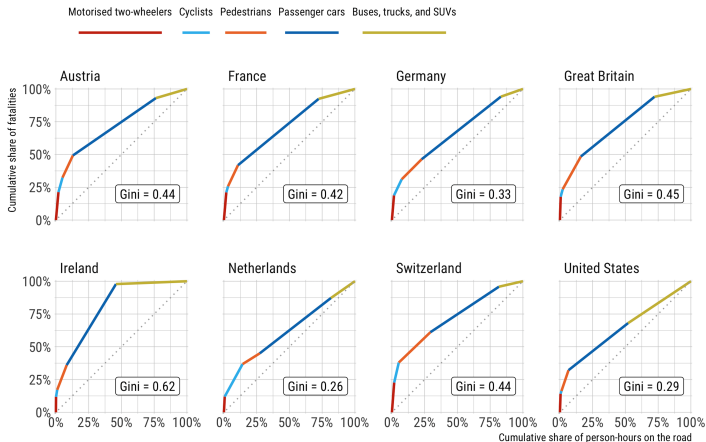 Motorised two-wheelers Cyclists Pedestrians Passenger cars Buses, trucks, and SUVs
Austria France Germany Great Britain
Cumulative share of fatalities
100%
75%
50%
25%
0%
Gini = 0.44 Gini = 0.42 Gini = 0.33 Gini = 0.45
Ireland Netherlands Switzerland United States
100%
75%
50%
25%
0%
Gini = 0.62 Gini = 0.26 Gini = 0.44 Gini = 0.29
0% 25% 50% 75% 100% 0% 25% 50% 75% 100% 0% 25% 50% 75% 100% 0% 25% 50% 75% 100%
Cumulative share of person-hours on the road